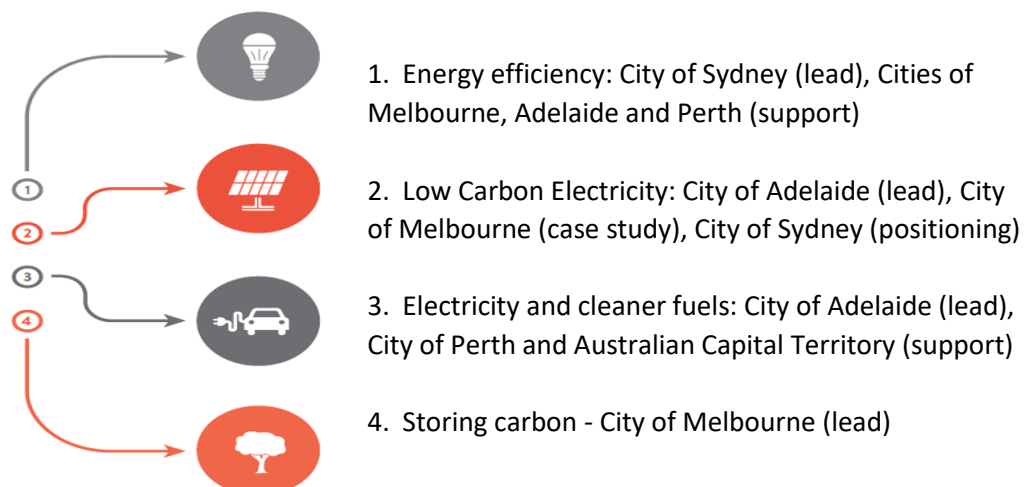 1. Energy efficiency: City of Sydney (lead), Cities of
Melbourne, Adelaide and Perth (support)
1
2. Low Carbon Electricity: City of Adelaide (lead), City
2
of Melbourne (case study), City of Sydney (positioning)
3
3. Electricity and cleaner fuels: City of Adelaide (lead),
4
City of Perth and Australian Capital Territory (support)
4. Storing carbon - City of Melbourne (lead)